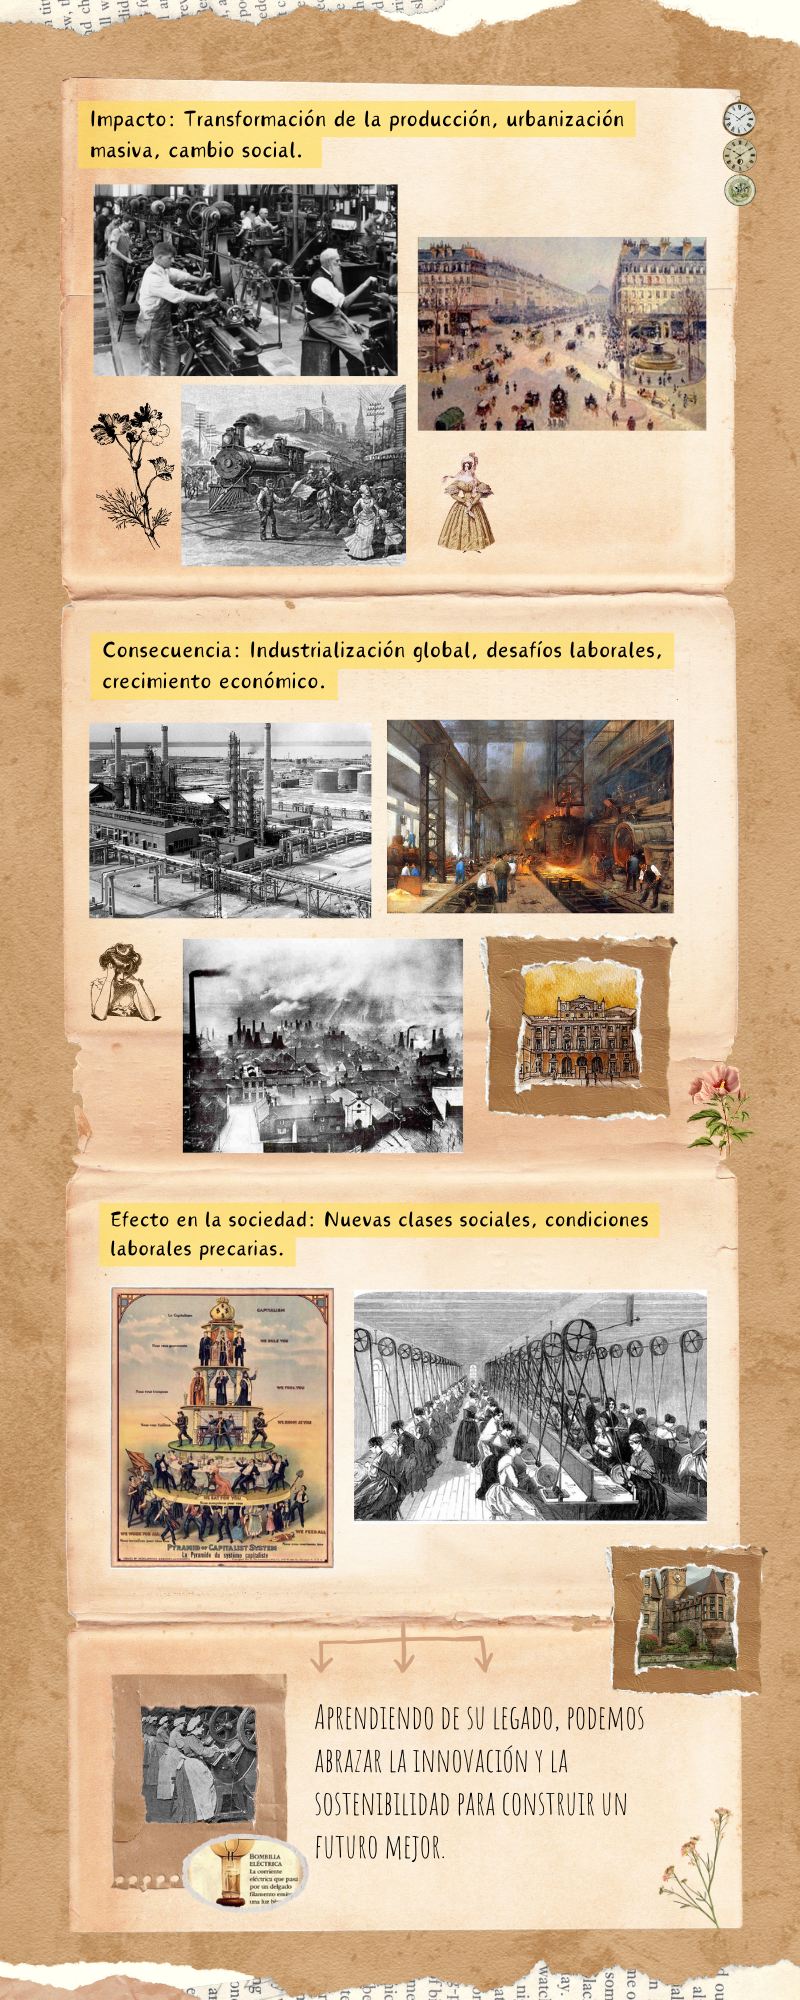 Impacto: Transformación de la producción, urbanización
masiva, cambio social.
Consecuencia: Industrialización global, desafíos laborales,
crecimiento económico.
Efecto en la sociedad: Nuevas clases sociales, condiciones
laborales precarias.
Le Capitalisme
CAPITALISM
WE RULE YOU
WE FOOL YOU
WE SHOOT AT YOU
WE EAT FOR YOU
WE WORK FOR ALL
WE FEED ALL
PYRAMID OF CAPITALIST SYSTEM
La Pyramide du système capitaliste
APRENDIENDO DE SU LEGADO, PODEMOS
ABRAZAR LA INNOVACIÓN Y LA
SOSTENIBILIDAD PARA CONSTRUIR UN
FUTURO MEJOR.
BOMBILLA
ELÉCTRICA
La corriente
eléctrica que pasa
por un delgado
filamento
una luz